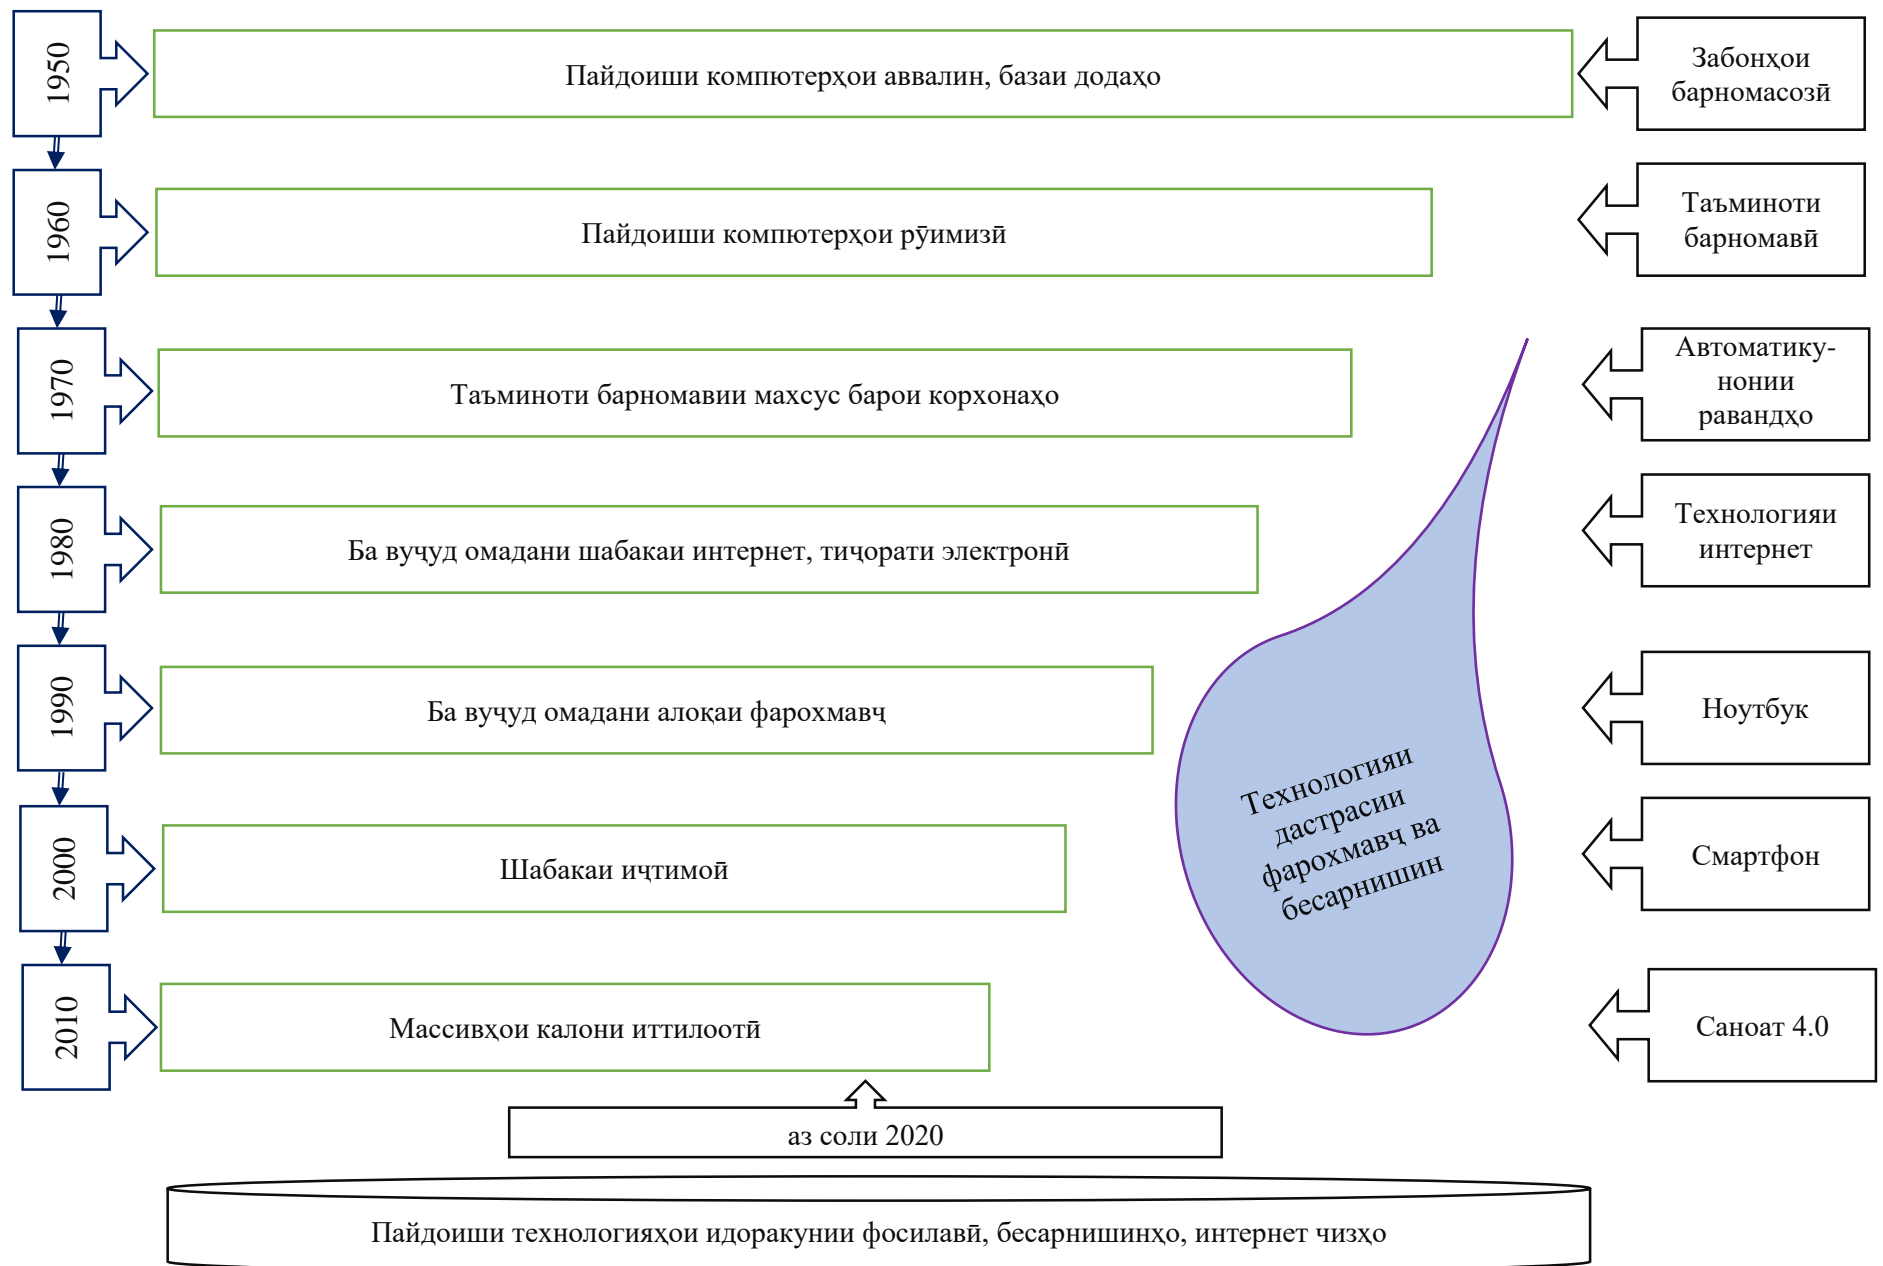 1950
Пайдоиши компютерҳои аввалин, базаи додаҳо
Забонҳои
барномасозӣ
1960
Пайдоиши компютерҳои рӯимизӣ
Таъминоти
барномавӣ
1970
Таъминоти барномавии махсус барои корхонаҳо
Автоматику-
нонии
равандҳо
1980
Ба вуҷуд омадани шабакаи интернет, тиҷорати электронӣ
Технологияи
интернет
1990
Ба вуҷуд омадани алоқаи фарохмавҷ
Ноутбук
Технологияи
дастрасии
фарохмавҷ ва
бесарнишин
2000
Шабакаи иҷтимоӣ
Смартфон
2010
Массивҳои калони иттилоотӣ
Саноат 4.0
аз соли 2020
Пайдоиши технологияҳои идоракунии фосилавӣ, бесарнишинҳо, интернет чизҳо